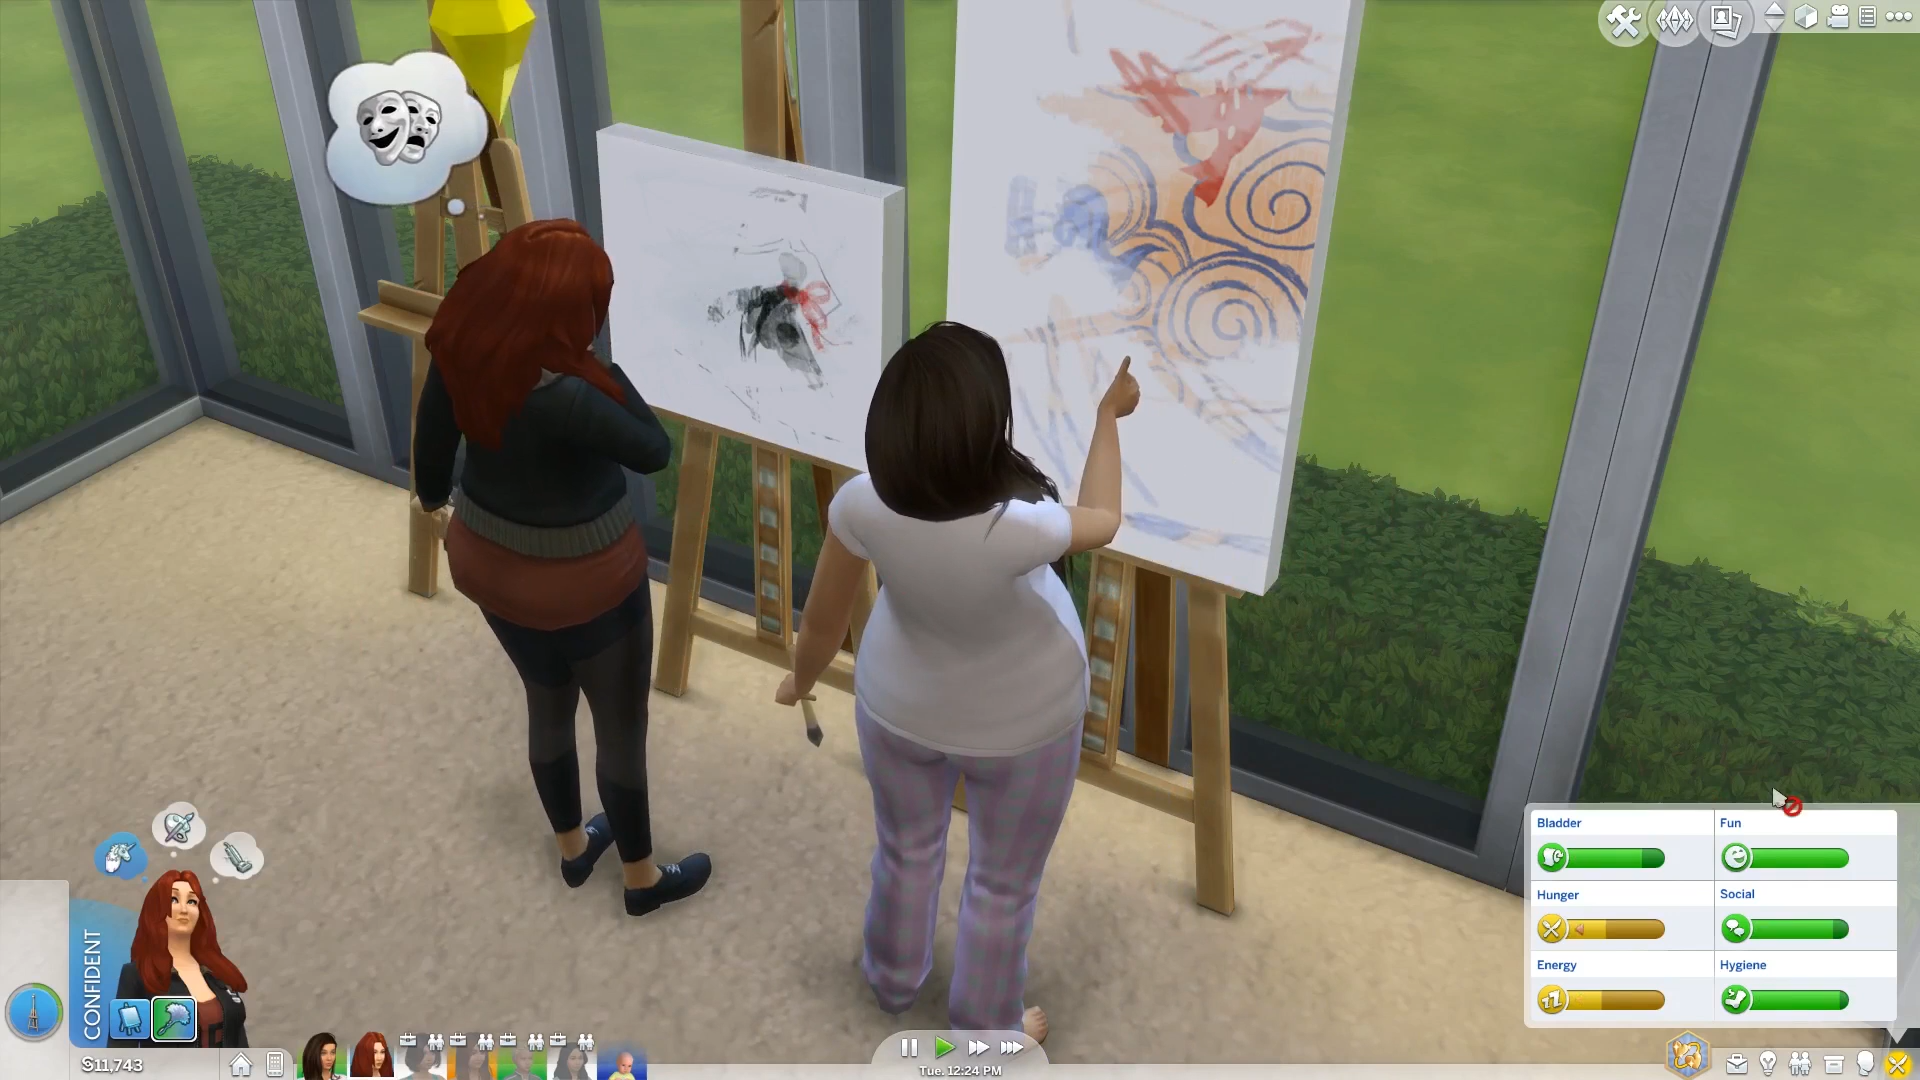 Bladder
Fun
Hunger
Social
Energy
Hygiene
CONFIDENT
§11,743
Tue. 12:24 PM